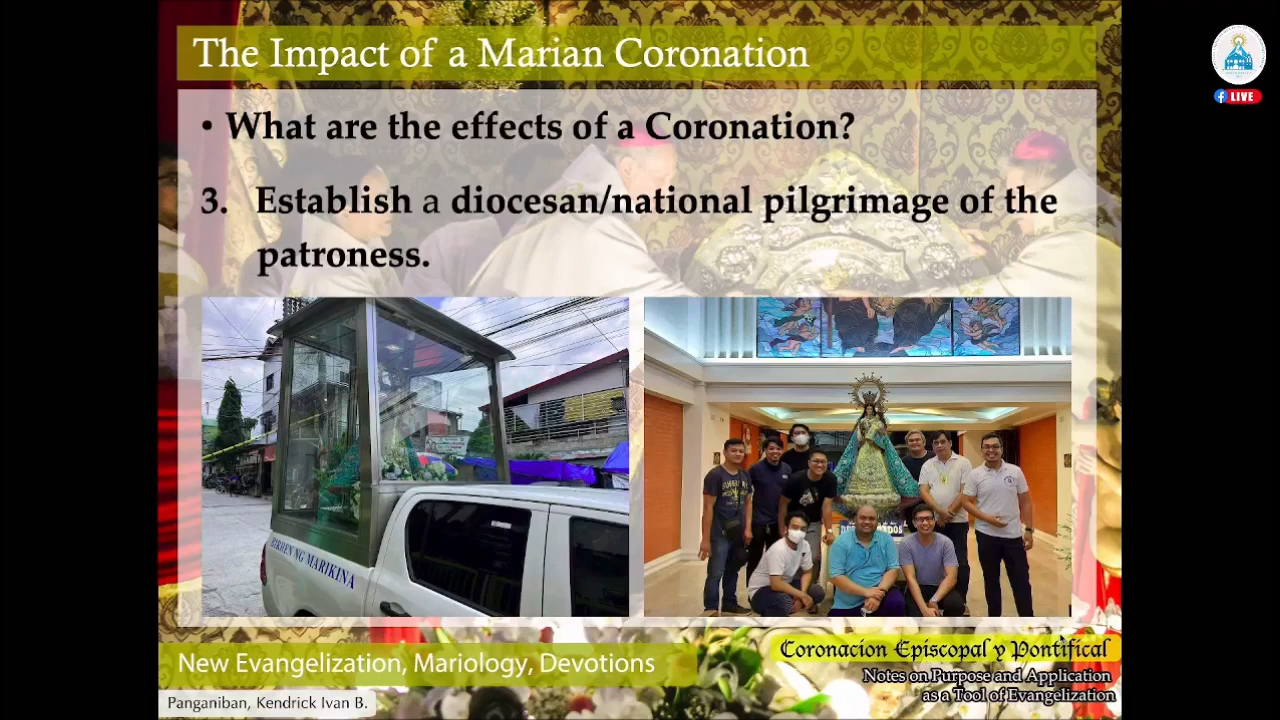 The Impact of a Marian Coronation
LIVE
• What are the effects of a Coronation?
3. Establish a diocesan/national pilgrimage of the
patroness.
BIRHEN NG MARIKINA
New Evangelization, Mariology, Devotions
Coronacion Episcopal y Pontifical
Notes on Purpose and Application
as a Tool of Evangelization
Panganiban, Kendrick Ivan B.